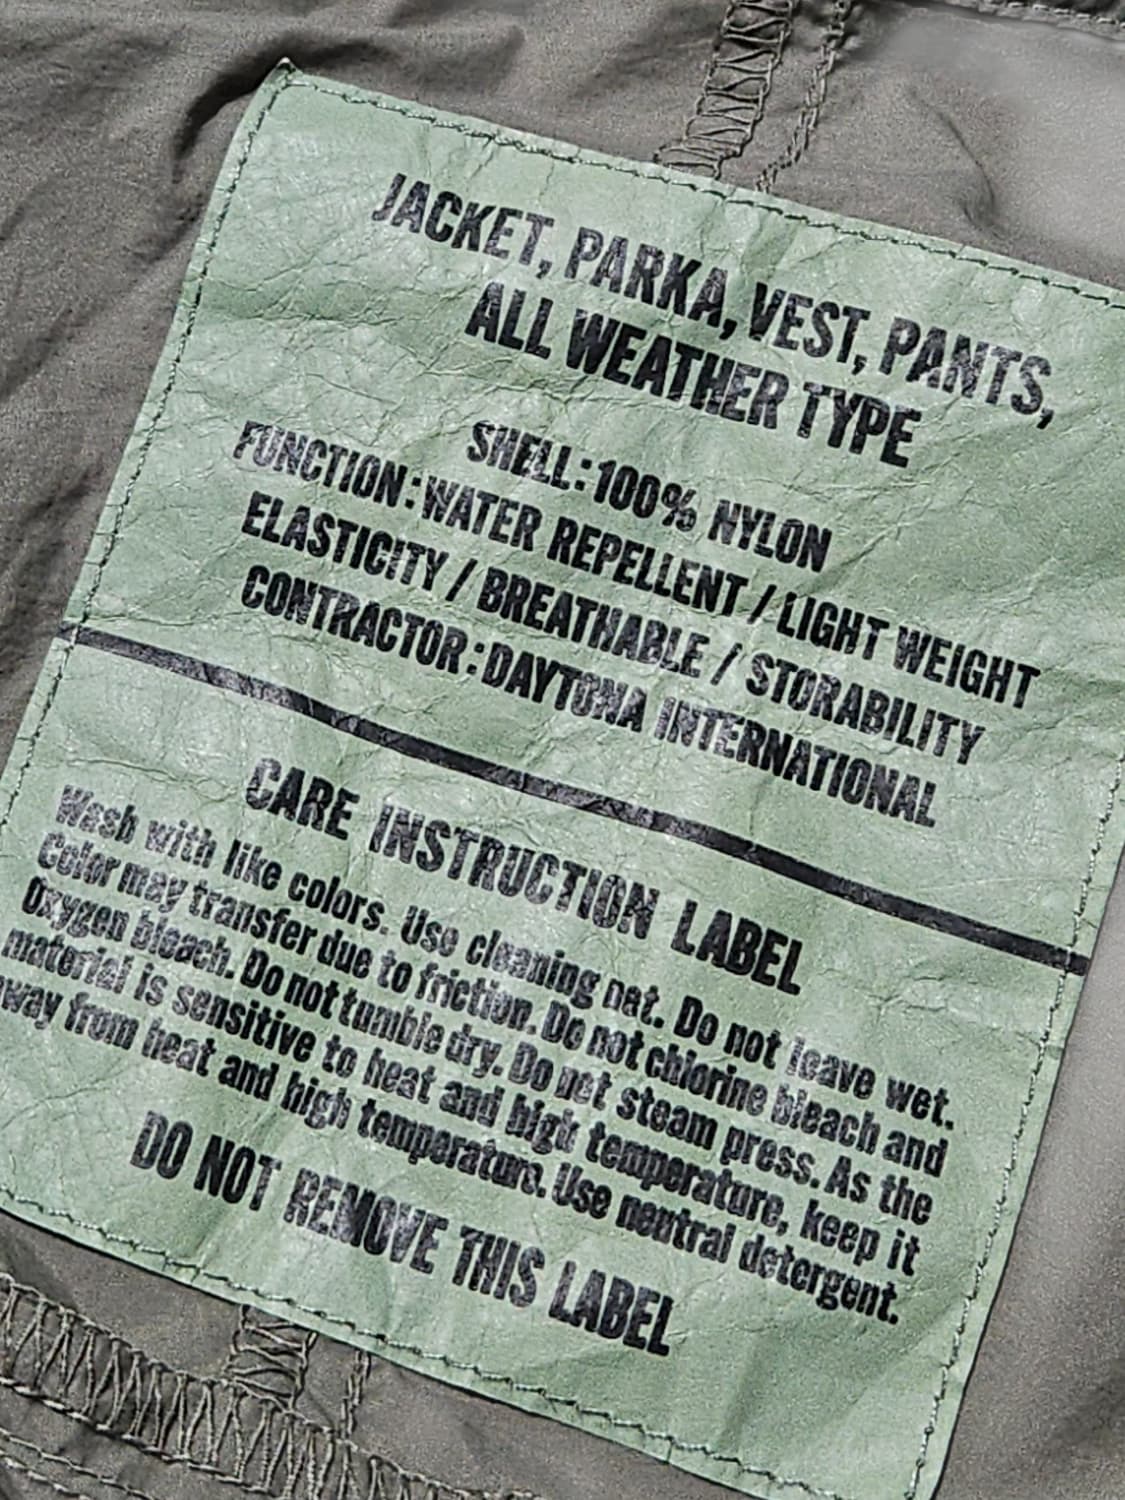 JACKET, PARKA, VEST, PANTS,
ALL WEATHER TYPE
SHELL:100% NYLON
FUNCTION:WATER REPELLENT / LIGHT WEIGHT
ELASTICITY / BREATHABLE / STORABILITY
CONTRACTOR:DAYTONA INTERNATIONAL
CARE INSTRUCTION LABEL
Wash with like colors. Use cleaning net. Do not leave wet.
Color may transfer due to friction. Do not chlorine bleach and
Oxygen bleach. Do not tumble dry. Do not steam press. As the
material is sensitive to heat and high temperature, keep it
away from heat and high temperature. Use neutral detergent.
DO NOT REMOVE THIS LABEL